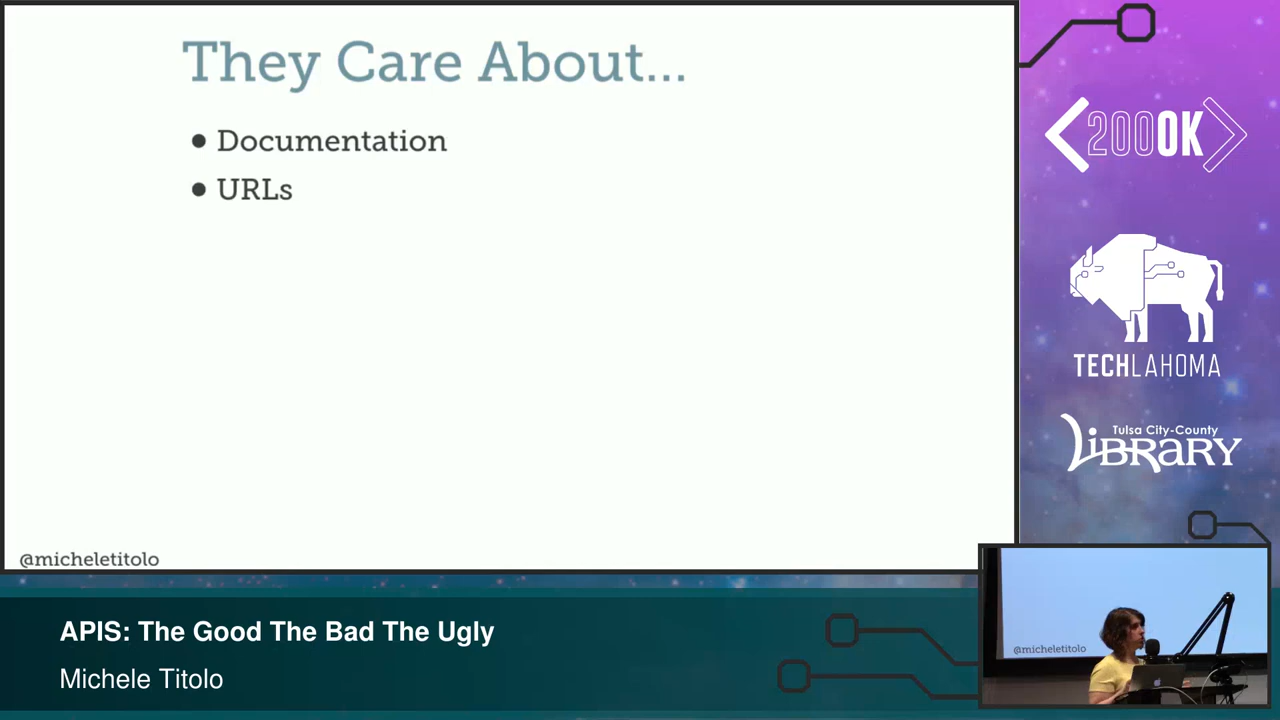 They Care About...
• Documentation
• URLs
@micheletitolo
<200OK>
TECHLAHOMA
Tulsa City-County
LIBRARY
@micheletitolo
APIS: The Good The Bad The Ugly
Michele Titolo